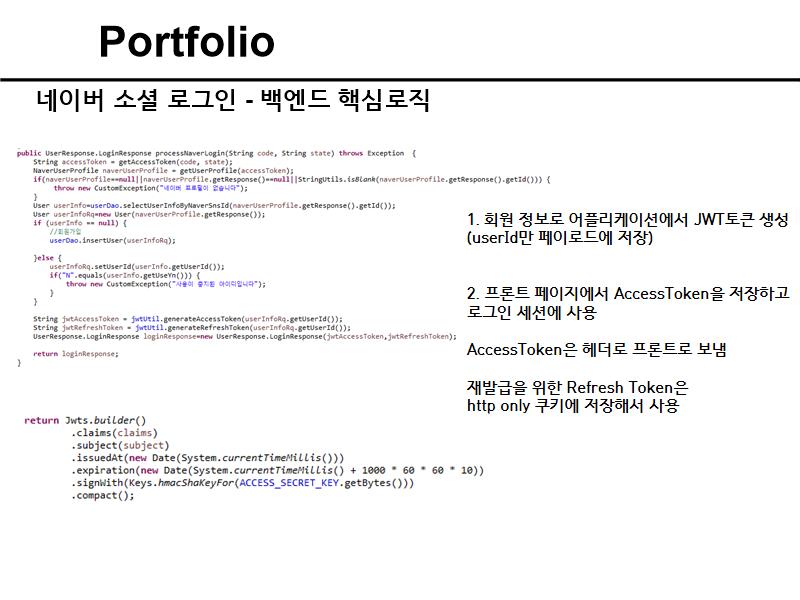 Portfolio
네이버 소셜 로그인 - 백엔드 핵심로직
public UserResponse.LoginResponse processNaverLogin(String code, String state) throws Exception {
String accessToken = getAccessToken(code, state);
NaverUserProfile naverUserProfile = getUserProfile(accessToken);
if(naverUserProfile==null||naverUserProfile.getResponse()==null||StringUtils.isBlank(naverUserProfile.getResponse().getId())) {
throw new CustomException("네이버 프로필이 없습니다");
}
User userInfo=userDao.selectUserInfoByNaverSnsId(naverUserProfile.getResponse().getId());
User userInfoRq=new User(naverUserProfile.getResponse());
if (userInfo == null) {
//회원가입
userDao.insertUser(userInfoRq);
}else {
userInfoRq.setUserId(userInfo.getUserId());
if("N".equals(userInfo.getUseYn())) {
throw new CustomException("사용이 중지된 아이디입니다");
}
}
String jwtAccessToken = jwtUtil.generateAccessToken(userInfoRq.getUserId());
String jwtRefreshToken = jwtUtil.generateRefreshToken(userInfoRq.getUserId());
UserResponse.LoginResponse loginResponse=new UserResponse.LoginResponse(jwtAccessToken,jwtRefreshToken);
return loginResponse;
}
return Jwts.builder()
.claims(claims)
.subject(subject)
.issuedAt(new Date(System.currentTimeMillis()))
.expiration(new Date(System.currentTimeMillis() + 1000 * 60 * 60 * 10))
.signWith(Keys.hmacShaKeyFor(ACCESS_SECRET_KEY.getBytes()))
.compact();
1. 회원 정보로 어플리케이션에서 JWT토큰 생성
(userId만 페이로드에 저장)
2. 프론트 페이지에서 AccessToken을 저장하고
로그인 세션에 사용
AccessToken은 헤더로 프론트로 보냄
재발급을 위한 Refresh Token은
http only 쿠키에 저장해서 사용